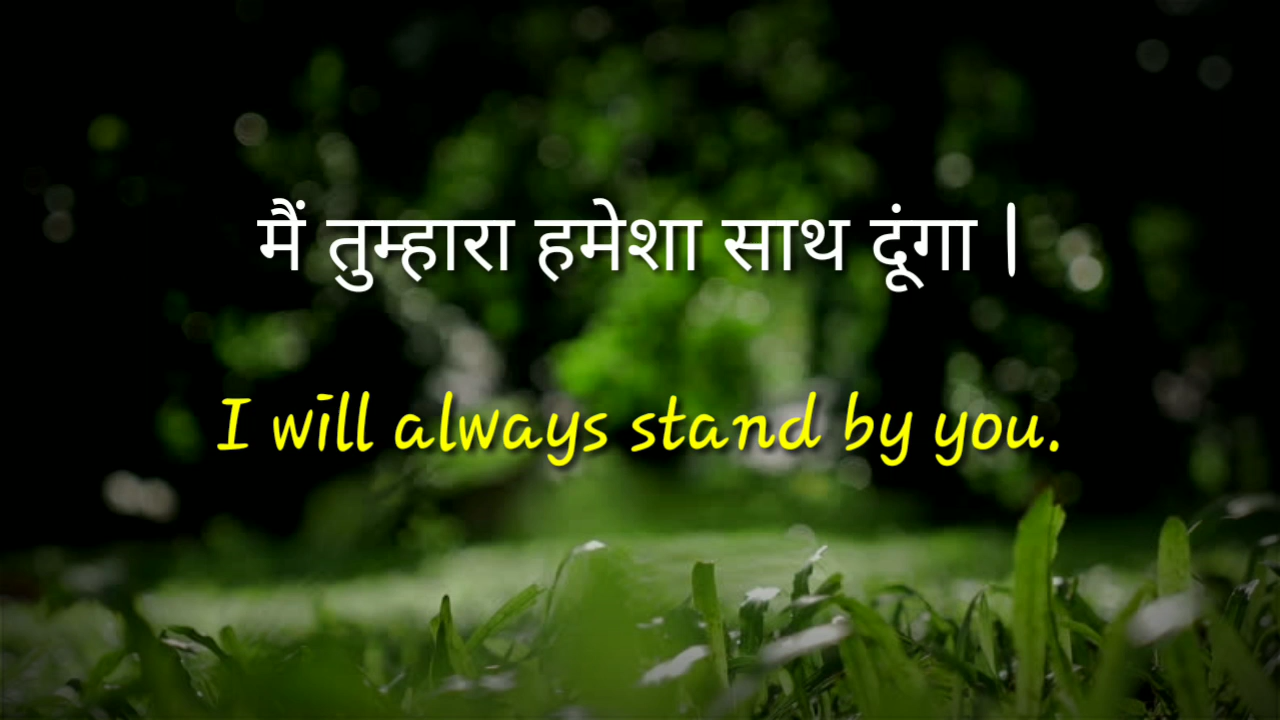 मैं तुम्हारा हमेशा साथ दूंगा |
I will always stand by you.